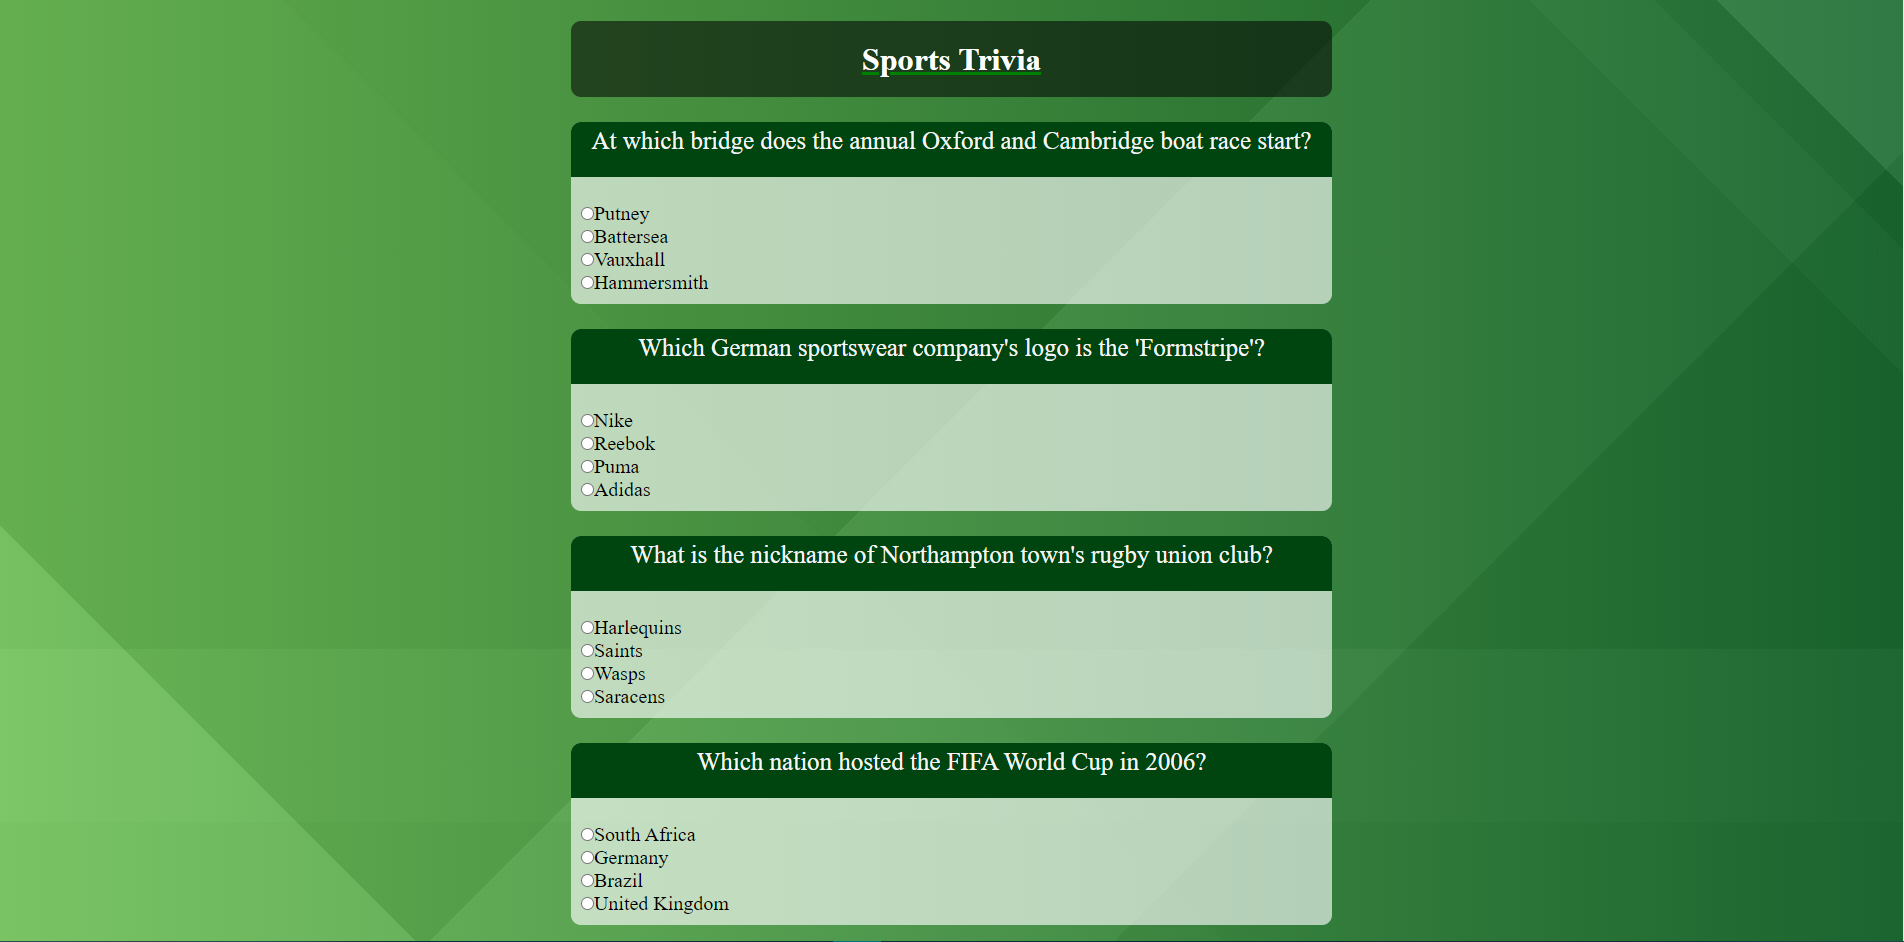 Sports Trivia
At which bridge does the annual Oxford and Cambridge boat race start?
Putney
Battersea
Vauxhall
Hammersmith
Which German sportswear company's logo is the 'Formstripe'?
Nike
Reebok
Puma
Adidas
What is the nickname of Northampton town's rugby union club?
Harlequins
Saints
Wasps
Saracens
Which nation hosted the FIFA World Cup in 2006?
South Africa
Germany
Brazil
United Kingdom